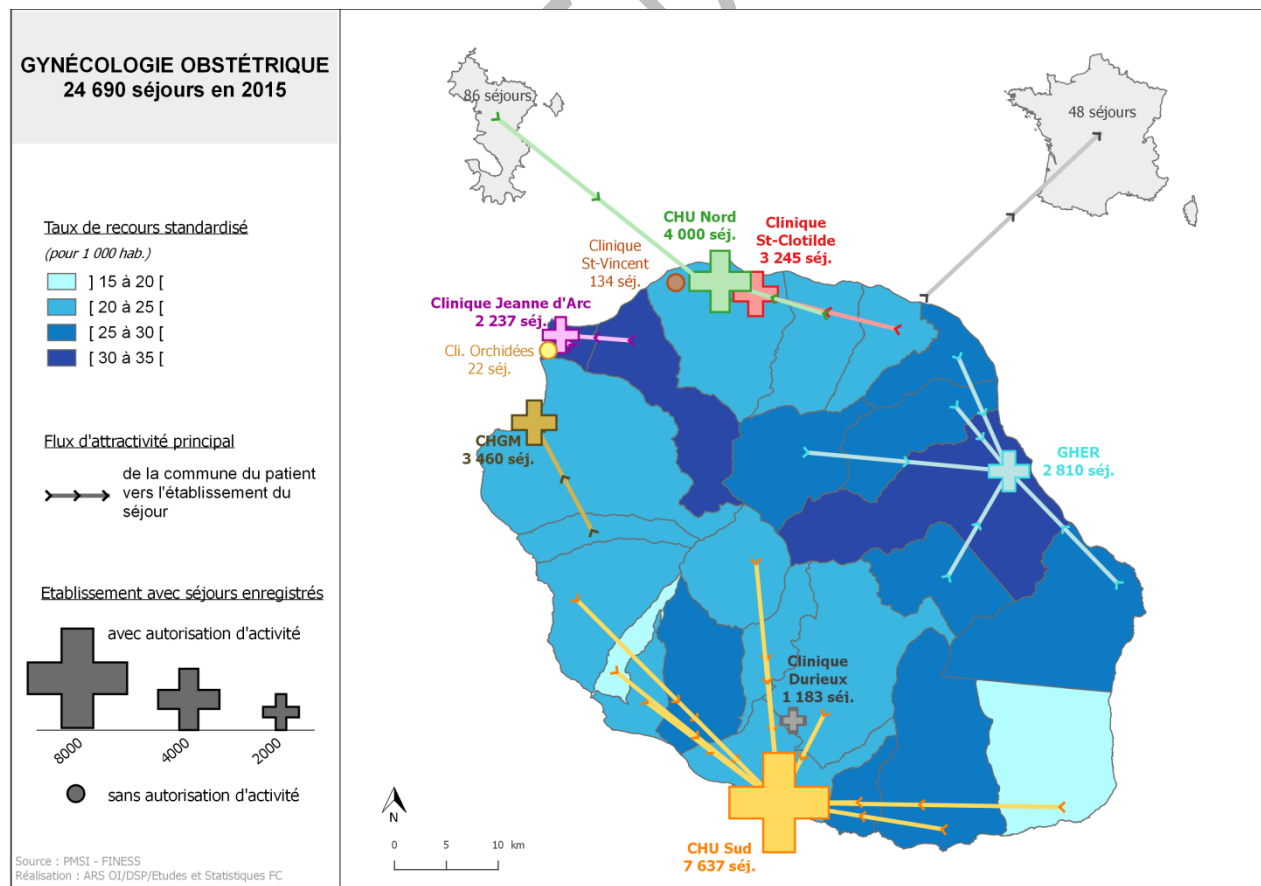 GYNÉCOLOGIE OBSTÉTRIQUE
24 690 séjours en 2015
Taux de recours standardisé
(pour 1 000 hab.)
] 15 à 20 [
[ 20 à 25 [
[ 25 à 30 [
[ 30 à 35 [
Flux d'attractivité principal
de la commune du patient
vers l'établissement du
séjour
Etablissement avec séjours enregistrés
avec autorisation d'activité
8000
4000
2000
sans autorisation d'activité
Source : PMSI - FINESS
Réalisation : ARS OI/DSP/Etudes et Statistiques FC
86 séjours
48 séjours
CHU Nord
4 000 séj.
Clinique
St-Clotilde
3 245 séj.
Clinique
St-Vincent
134 séj.
Clinique Jeanne d'Arc
2 237 séj.
Cli. Orchidées
22 séj.
CHGM
3 460 séj.
GHER
2 810 séj.
Clinique
Durieux
1 183 séj.
CHU Sud
7 637 séj.
N
0 5 10 km